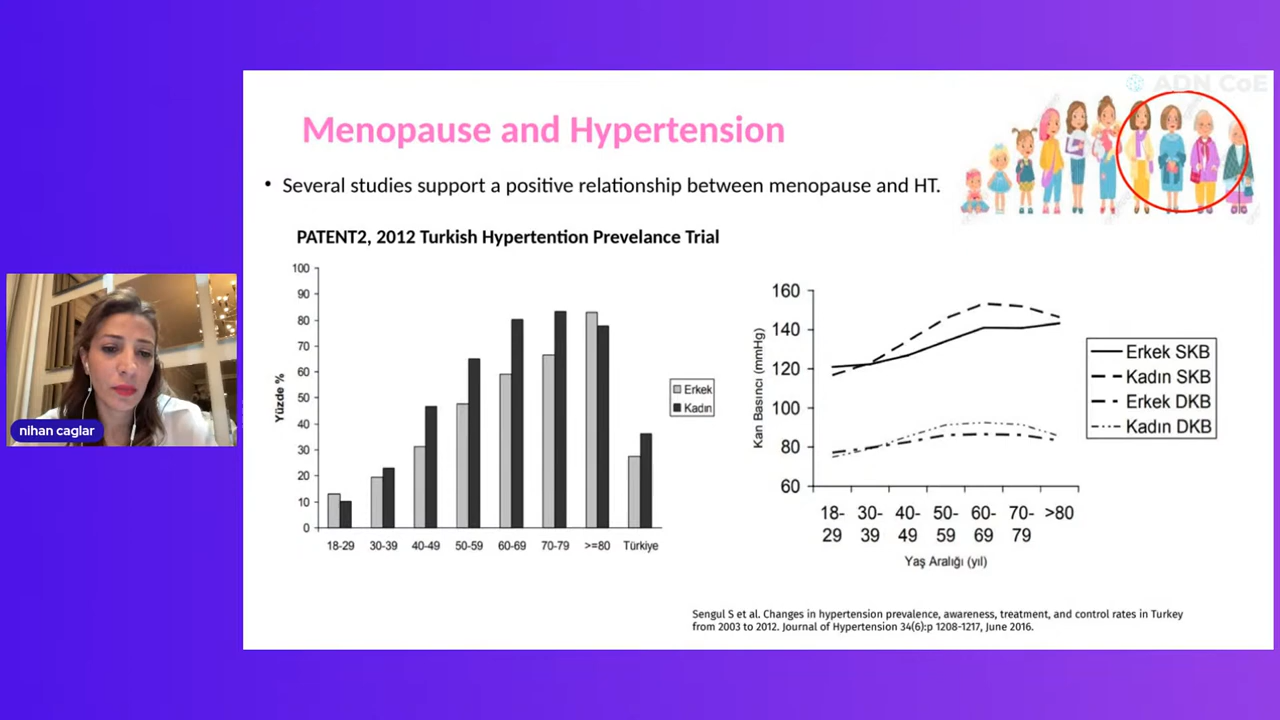 ADN CoE
Menopause and Hypertension
• Several studies support a positive relationship between menopause and HT.
PATENT2, 2012 Turkish Hypertention Prevelance Trial
100
90
80
70
60
50
40
30
20
10
0
Yüzde %
18-29 30-39 40-49 50-59 60-69 70-79 >=80 Türkiye
Erkek
Kadın
160
140
120
100
80
60
Kan Basıncı (mmHg)
18- 30- 40- 50- 60- 70- >80
29 39 49 59 69 79
Yaş Aralığı (yıl)
Erkek SKB
Kadın SKB
Erkek DKB
Kadın DKB
nihan caglar
Sengul S et al. Changes in hypertension prevalence, awareness, treatment, and control rates in Turkey
from 2003 to 2012. Journal of Hypertension 34(6):p 1208-1217, June 2016.